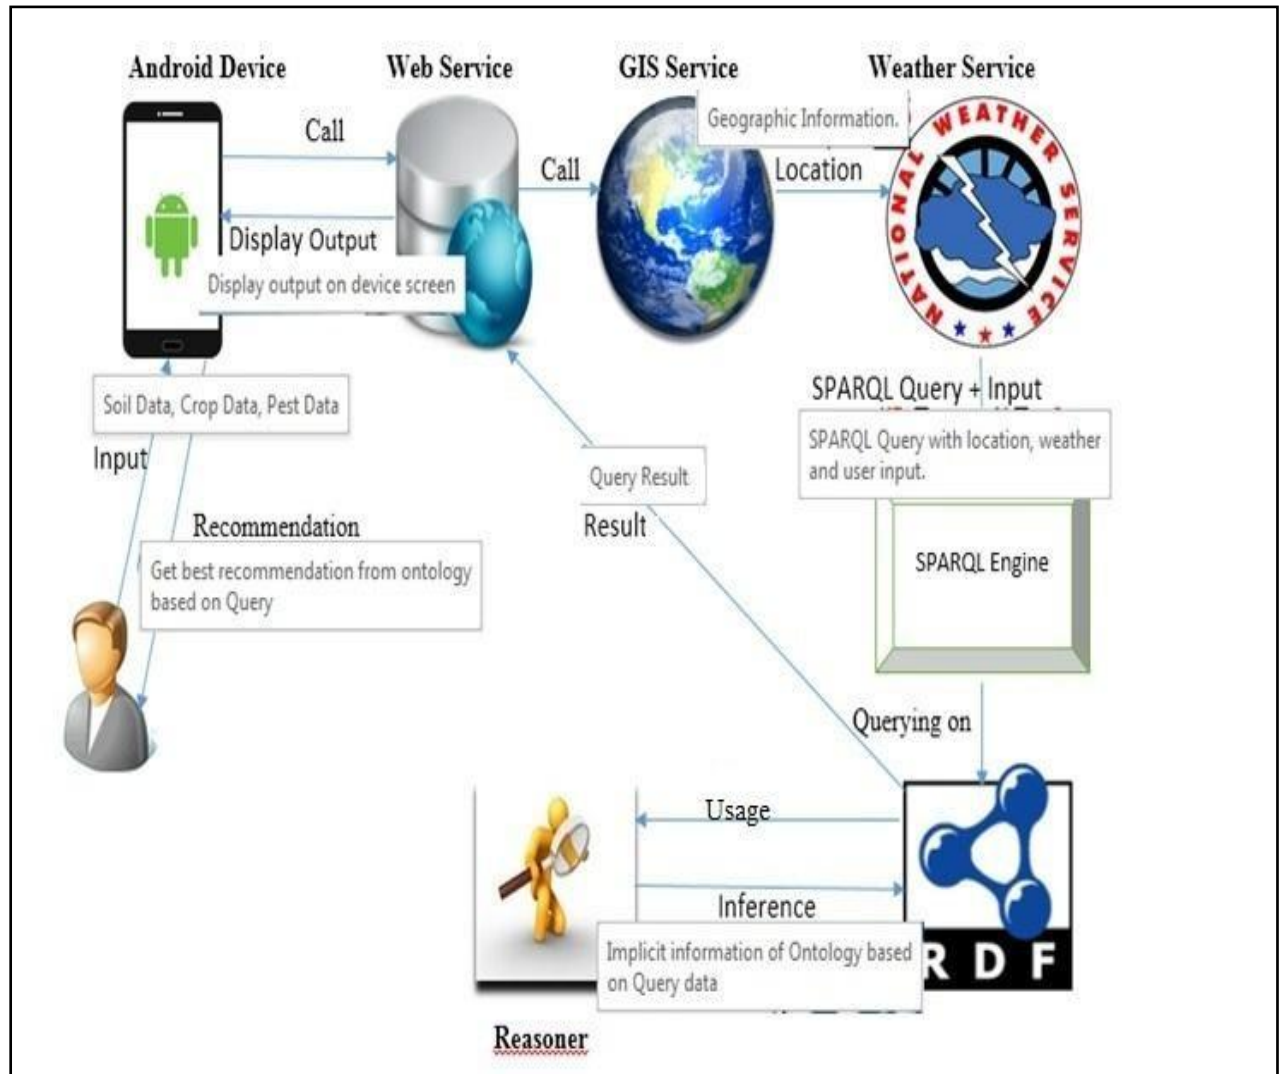 Android Device
Web Service
GIS Service
Weather Service
Call
Geographic Information.
NATIONAL WEATHER SERVICE
Call
Location
Display Output
Display output on device screen
Soil Data, Crop Data, Pest Data
SPARQL Query + Input
SPARQL Query with location, weather
and user input.
Input
Query Result
Result
Recommendation
Get best recommendation from ontology
based on Query
SPARQL Engine
Querying on
Usage
Inference
Implicit information of Ontology based
on Query data
RDF
Reasoner